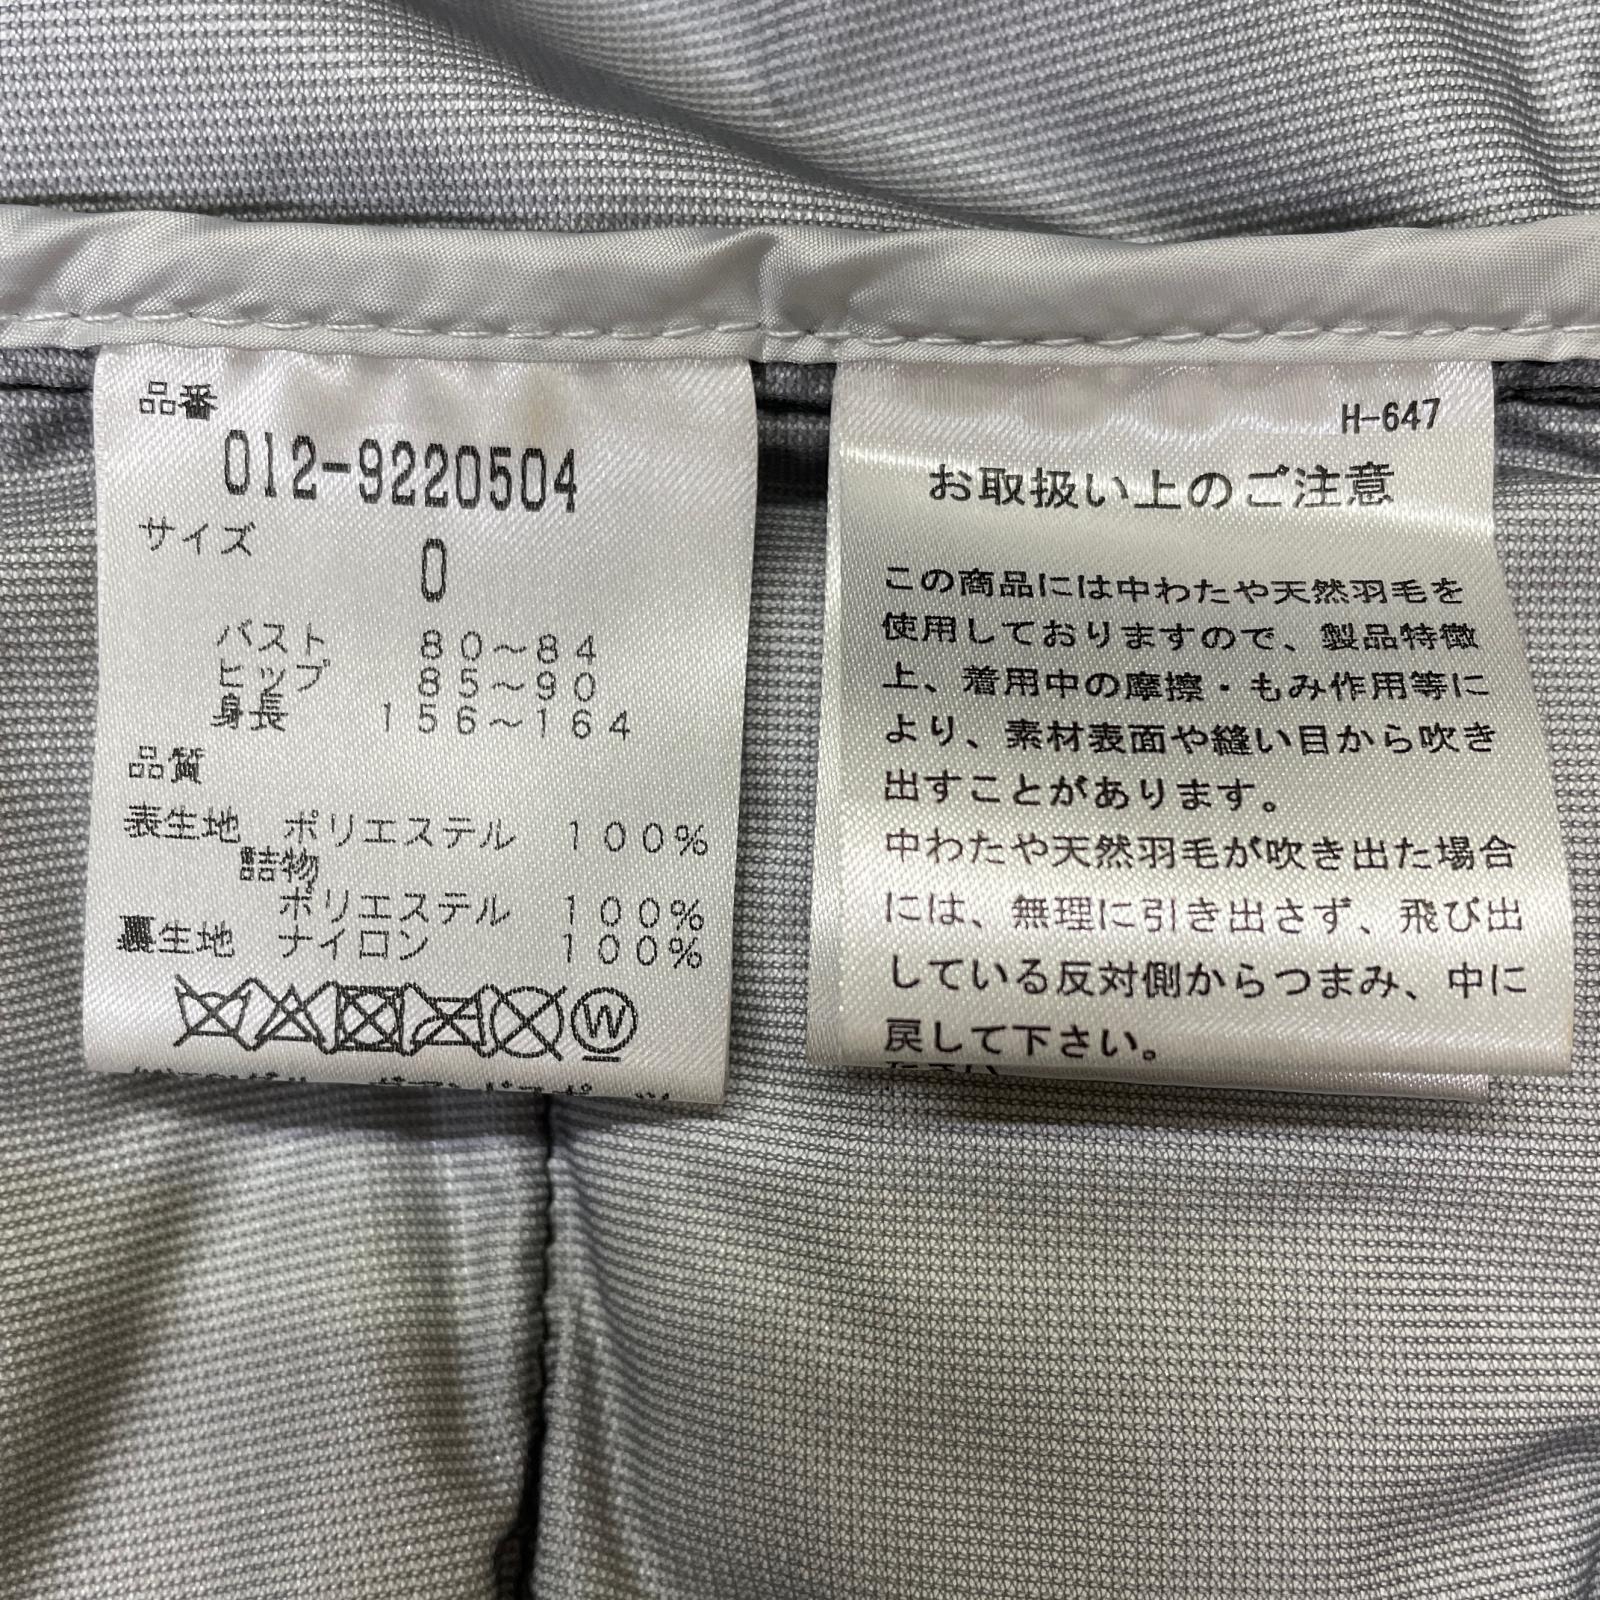 品番
012-9220504
サイズ
0
バスト 80～84
ヒップ 85～90
身長 156～164
品質
表生地 ポリエステル 100%
詰物
ポリエステル 100%
裏生地 ナイロン 100%
W
H-647
お取扱い上のご注意
この商品には中わたや天然羽毛を
使用しておりますので、製品特徴
上、着用中の摩擦・もみ作用等に
より、素材表面や縫い目から吹き
出すことがあります。
中わたや天然羽毛が吹き出た場合
には、無理に引き出さず、飛び出
している反対側からつまみ、中に
戻して下さい。